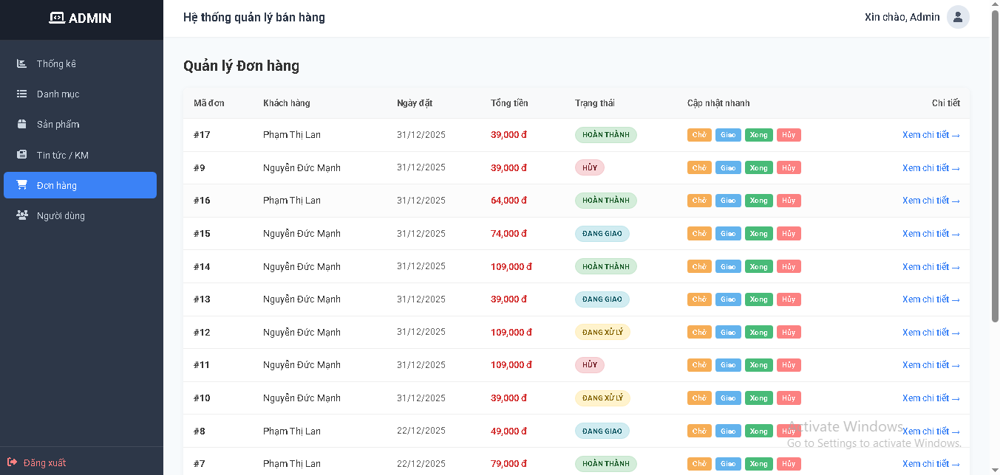 ADMIN
Thống kê
Danh mục
Sản phẩm
Tin tức / KM
Đơn hàng
Người dùng
Đăng xuất
Hệ thống quản lý bán hàng
Xin chào, Admin
Quản lý Đơn hàng
Mã đơn Khách hàng Ngày đặt Tổng tiền Trạng thái Cập nhật nhanh Chi tiết
#17 Phạm Thị Lan 31/12/2025 39,000 đ HOÀN THÀNH Chờ Giao Xong Hủy Xem chi tiết →
#9 Nguyễn Đức Mạnh 31/12/2025 39,000 đ HỦY Chờ Giao Xong Hủy Xem chi tiết →
#16 Phạm Thị Lan 31/12/2025 64,000 đ HOÀN THÀNH Chờ Giao Xong Hủy Xem chi tiết →
#15 Nguyễn Đức Mạnh 31/12/2025 74,000 đ ĐANG GIAO Chờ Giao Xong Hủy Xem chi tiết →
#14 Nguyễn Đức Mạnh 31/12/2025 109,000 đ HOÀN THÀNH Chờ Giao Xong Hủy Xem chi tiết →
#13 Nguyễn Đức Mạnh 31/12/2025 39,000 đ ĐANG GIAO Chờ Giao Xong Hủy Xem chi tiết →
#12 Nguyễn Đức Mạnh 31/12/2025 109,000 đ ĐANG XỬ LÝ Chờ Giao Xong Hủy Xem chi tiết →
#11 Nguyễn Đức Mạnh 31/12/2025 109,000 đ HỦY Chờ Giao Xong Hủy Xem chi tiết →
#10 Nguyễn Đức Mạnh 31/12/2025 39,000 đ ĐANG XỬ LÝ Chờ Giao Xong Hủy Xem chi tiết →
#8 Phạm Thị Lan 22/12/2025 49,000 đ ĐANG GIAO Chờ Giao Xong Hủy Xem chi tiết →
#7 Phạm Thị Lan 22/12/2025 79,000 đ HOÀN THÀNH Chờ Giao Xong Hủy Xem chi tiết →
Activate Windows
Go to Settings to activate Windows.